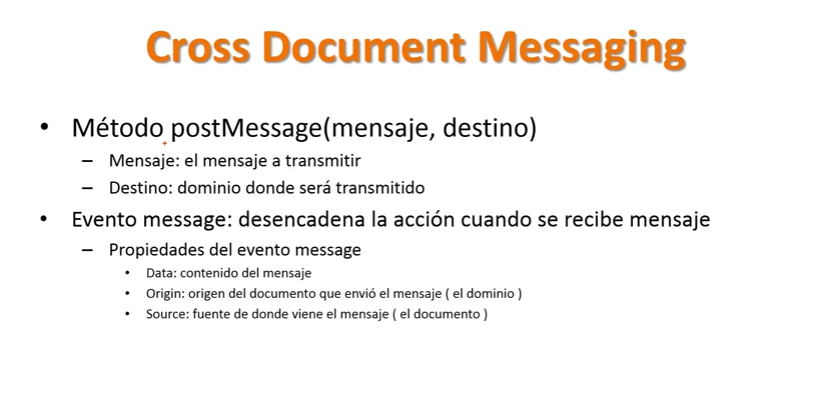 Cross Document Messaging
• Método postMessage(mensaje, destino)
– Mensaje: el mensaje a transmitir
– Destino: dominio donde será transmitido
• Evento message: desencadena la acción cuando se recibe mensaje
– Propiedades del evento message
• Data: contenido del mensaje
• Origin: origen del documento que envió el mensaje ( el dominio )
• Source: fuente de donde viene el mensaje ( el documento )